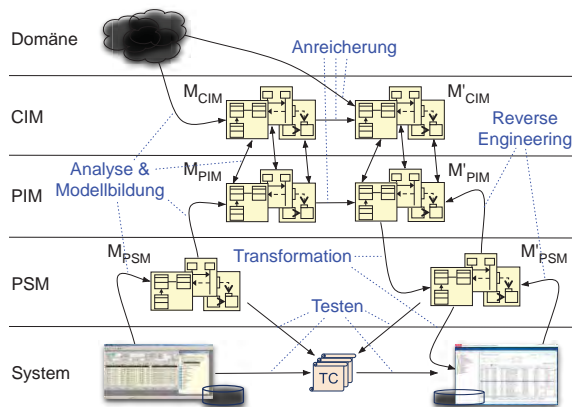 Domäne
Anreicherung
CIM
M_CIM
M'_CIM
Reverse
Engineering
Analyse &
Modellbildung
PIM
M_PIM
M'_PIM
PSM
M_PSM
Transformation
M'_PSM
Testen
System
TC